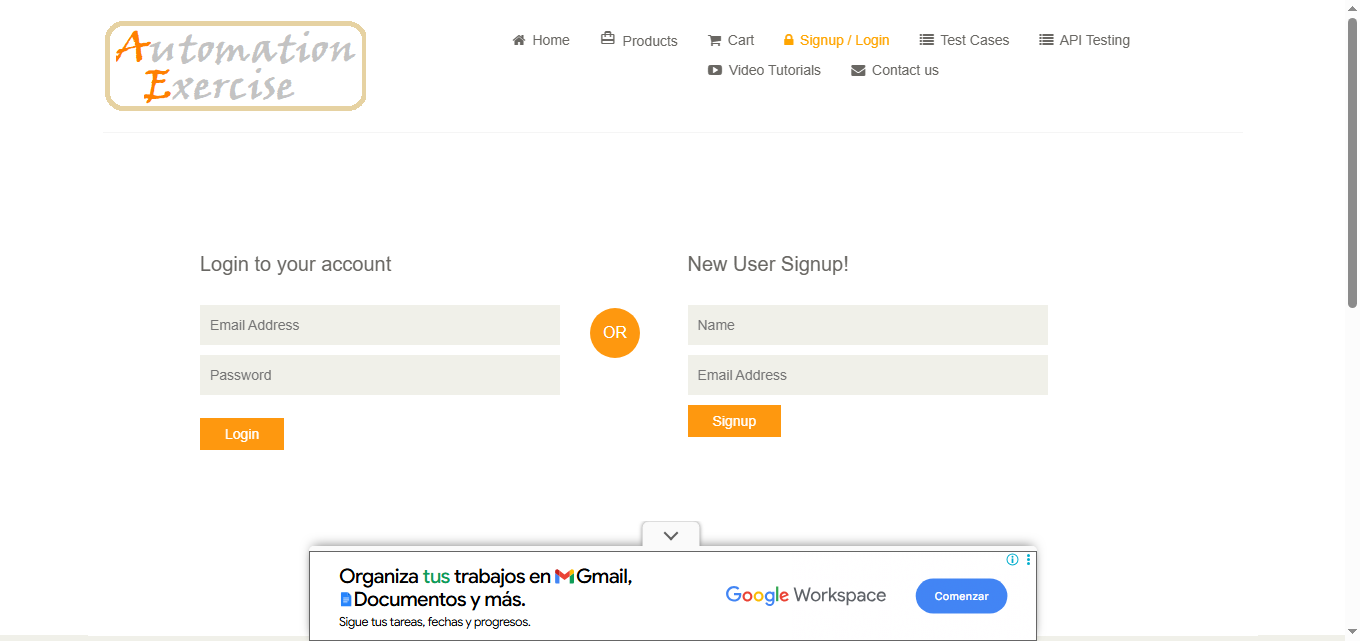 Automation
Exercise
Home
Products
Cart
Signup / Login
Test Cases
API Testing
Video Tutorials
Contact us
Login to your account
Email Address
Password
Login
OR
New User Signup!
Name
Email Address
Signup
Organiza tus trabajos en Gmail,
Documentos y más.
Sigue tus tareas, fechas y progresos.
Google Workspace
Comenzar